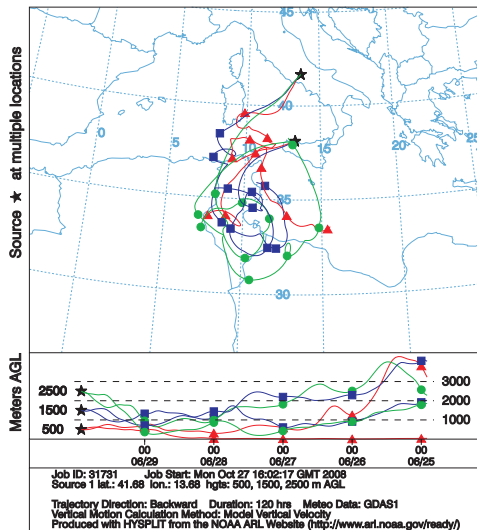 Source ★ at multiple locations
45
40
35
30
0
5
10
15
20
25
Meters AGL
2500
1500
500
3000
2000
1000
00 00 00 00 00
06/29 06/28 06/27 06/26 06/25
Job ID: 31731 Job Start: Mon Oct 27 16:02:17 GMT 2008
Source 1 lat.: 41.68 lon.: 13.68 hgts: 500, 1500, 2500 m AGL
Trajectory Direction: Backward Duration: 120 hrs Meteo Data: GDAS1
Vertical Motion Calculation Method: Model Vertical Velocity
Produced with HYSPLIT from the NOAA ARL Website (http://www.arl.noaa.gov/ready/)